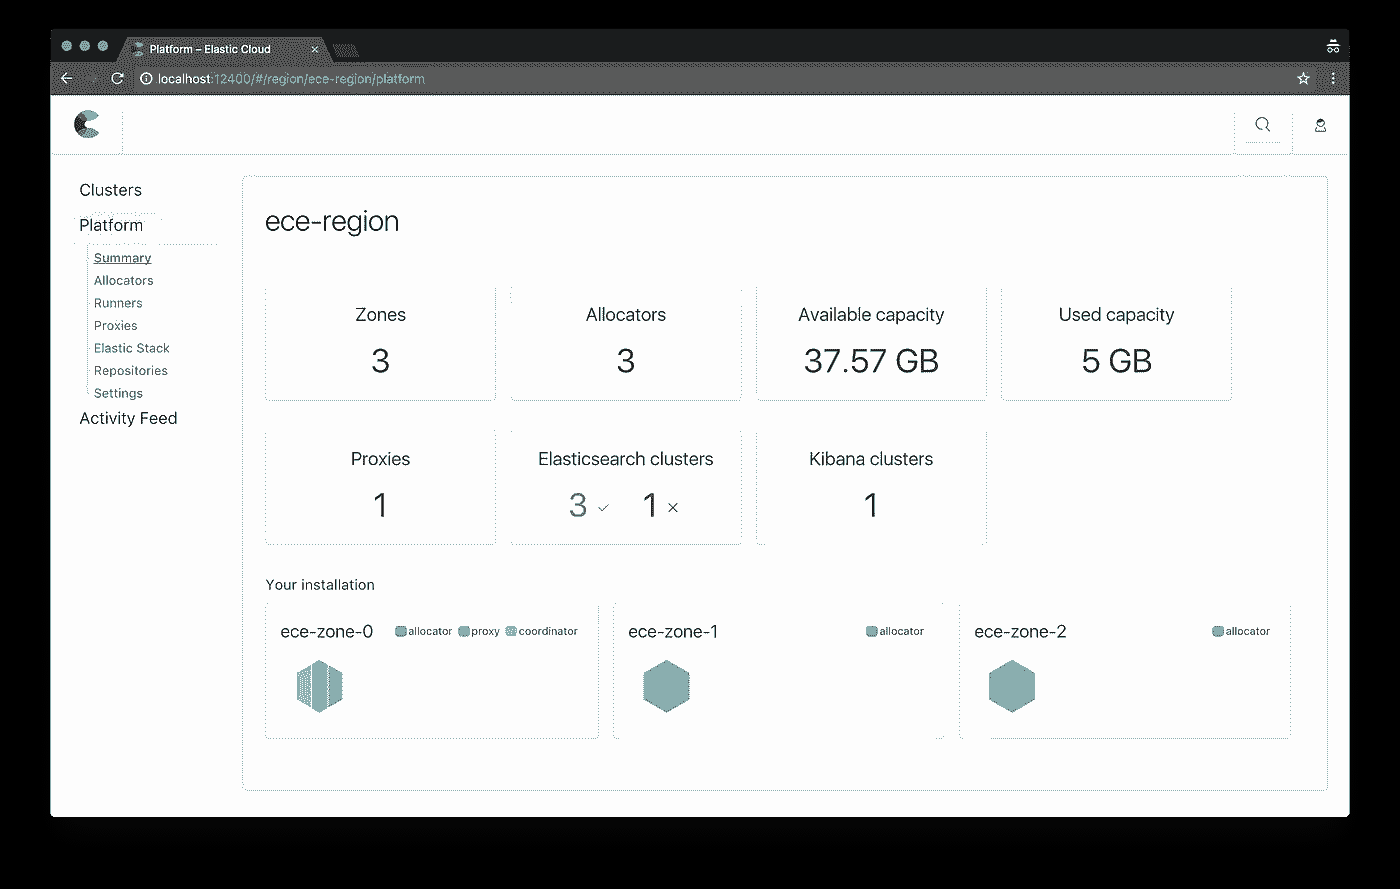 Platform – Elastic Cloud
localhost:12400/#/region/ece-region/platform
Clusters
Platform
Summary
Allocators
Runners
Proxies
Elastic Stack
Repositories
Settings
Activity Feed
ece-region
Zones
3
Allocators
3
Available capacity
37.57 GB
Used capacity
5 GB
Proxies
1
Elasticsearch clusters
3 1
Kibana clusters
1
Your installation
ece-zone-0 allocator proxy coordinator
ece-zone-1 allocator
ece-zone-2 allocator